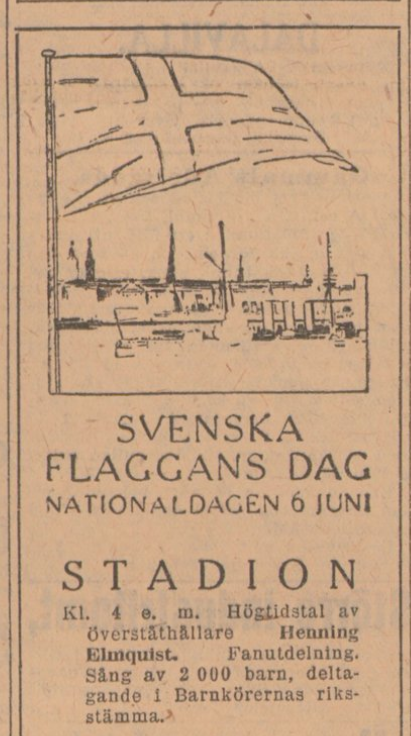 SVENSKA
FLAGGANS DAG
NATIONALDAGEN 6 JUNI
STADION
Kl. 4 e. m. Högtidstal av
överståthållare Henning
Elmquist. Fanutdelning.
Sång av 2 000 barn, delta-
gande i Barnkörernas riks-
stämma.